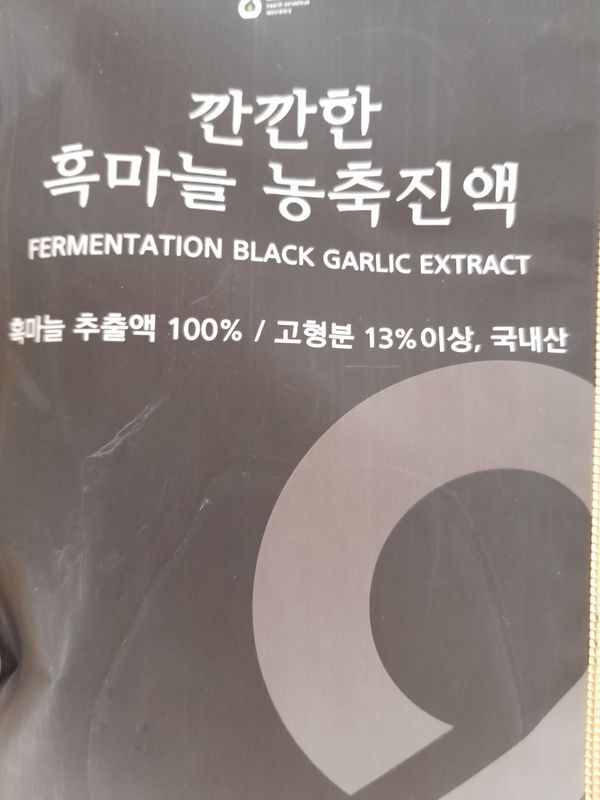 깐깐한
흑마늘 농축진액
FERMENTATION BLACK GARLIC EXTRACT
흑마늘 추출액 100% / 고형분 13%이상, 국내산